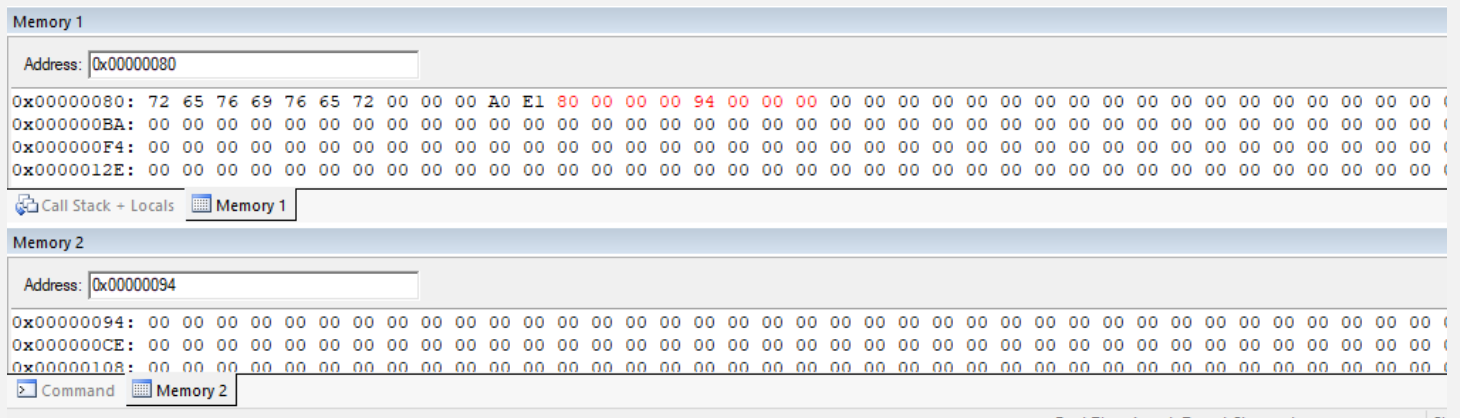 Memory 1
Address: 0x00000080
0x00000080: 72 65 76 69 76 65 72 00 00 00 A0 E1 80 00 00 00 94 00 00 00 00 00 00 00 00 00 00 00 00 00 00 00 00 00 00 00 00 00
0x000000BA: 00 00 00 00 00 00 00 00 00 00 00 00 00 00 00 00 00 00 00 00 00 00 00 00 00 00 00 00 00 00 00 00 00 00 00 00 00 00
0x000000F4: 00 00 00 00 00 00 00 00 00 00 00 00 00 00 00 00 00 00 00 00 00 00 00 00 00 00 00 00 00 00 00 00 00 00 00 00 00 00
0x0000012E: 00 00 00 00 00 00 00 00 00 00 00 00 00 00 00 00 00 00 00 00 00 00 00 00 00 00 00 00 00 00 00 00 00 00 00 00 00 00
Call Stack + Locals Memory 1
Memory 2
Address: 0x00000094
0x00000094: 00 00 00 00 00 00 00 00 00 00 00 00 00 00 00 00 00 00 00 00 00 00 00 00 00 00 00 00 00 00 00 00 00 00 00 00 00 00
0x000000CE: 00 00 00 00 00 00 00 00 00 00 00 00 00 00 00 00 00 00 00 00 00 00 00 00 00 00 00 00 00 00 00 00 00 00 00 00 00 00
0x00000108: 00 00 00 00 00 00 00 00 00 00 00 00 00 00 00 00 00 00 00 00 00 00 00 00 00 00 00 00 00 00 00 00 00 00 00 00 00 00
Command Memory 2